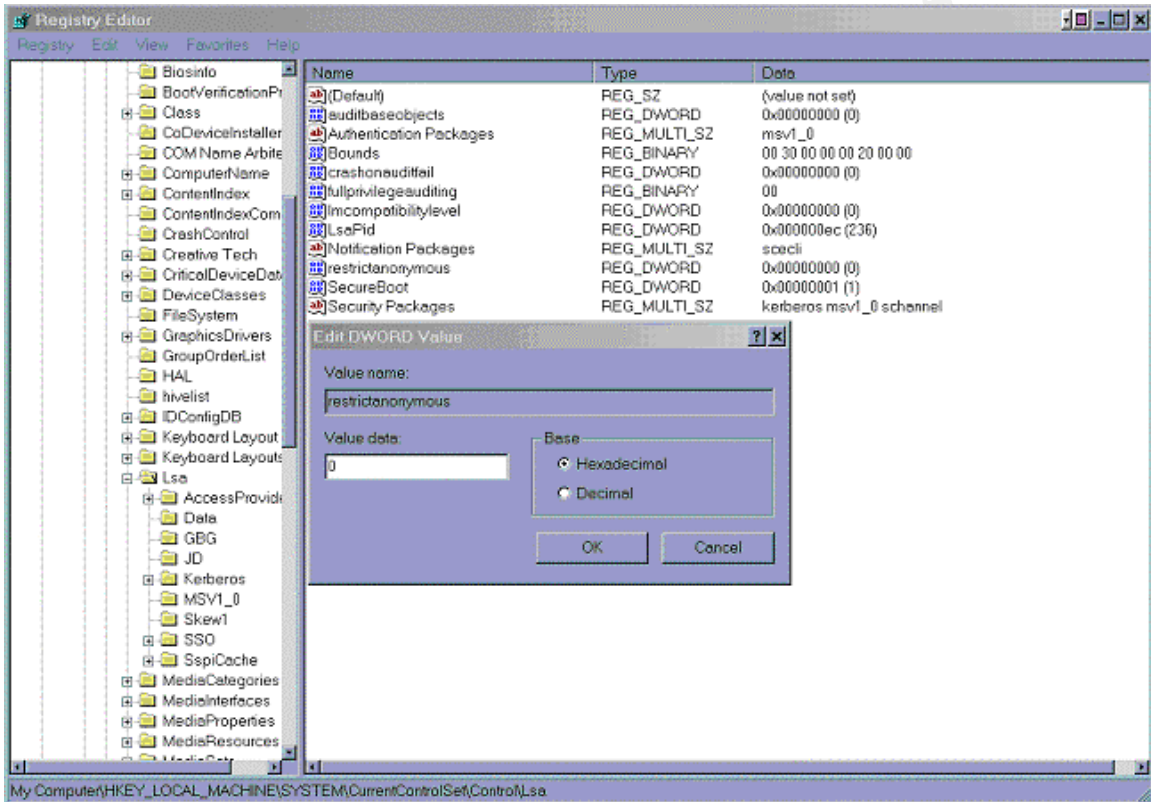 Registry Editor
Registry Edit View Favorites Help
Biosinfo
BootVerificationPr
Class
CoDeviceInstaller
COM Name Arbite
ComputerName
ContentIndex
ContentIndexCom
CrashControl
Creative Tech
CriticalDeviceDat
DeviceClasses
FileSystem
GraphicsDrivers
GroupOrderList
HAL
hivelist
IDConfigDB
Keyboard Layout
Keyboard Layouts
Lsa
AccessProvide
Data
GBG
JD
Kerberos
MSV1_0
Skew1
SSO
SspiCache
MediaCategories
MediaInterfaces
MediaProperties
MediaResources
Name Type Data
(Default) REG_SZ (value not set)
auditbaseobjects REG_DWORD 0x00000000 (0)
Authentication Packages REG_MULTI_SZ msv1_0
Bounds REG_BINARY 00 30 00 00 00 20 00 00
crashonauditfail REG_DWORD 0x00000000 (0)
fullprivilegeauditing REG_BINARY 00
lmcompatibilitylevel REG_DWORD 0x00000000 (0)
LsaPid REG_DWORD 0x000000ec (236)
Notification Packages REG_MULTI_SZ scecli
restrictanonymous REG_DWORD 0x00000000 (0)
SecureBoot REG_DWORD 0x00000001 (1)
Security Packages REG_MULTI_SZ kerberos msv1_0 schannel
Edit DWORD Value
Value name:
restrictanonymous
Value data:
0
Base
Hexadecimal
Decimal
OK Cancel
My Computer\HKEY_LOCAL_MACHINE\SYSTEM\CurrentControlSet\Control\Lsa